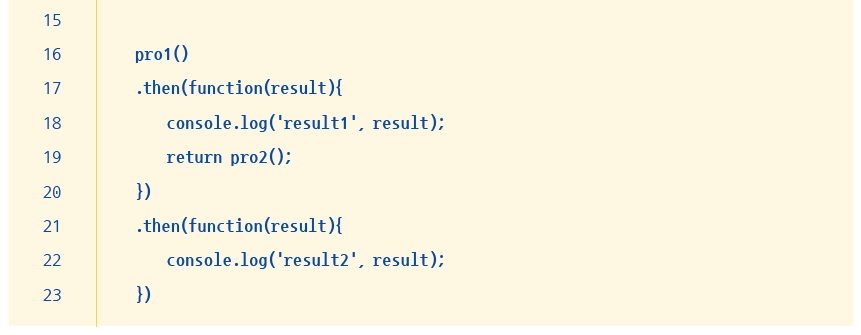 15
16 pro1()
17 .then(function(result){
18 console.log('result1', result);
19 return pro2();
20 })
21 .then(function(result){
22 console.log('result2', result);
23 })